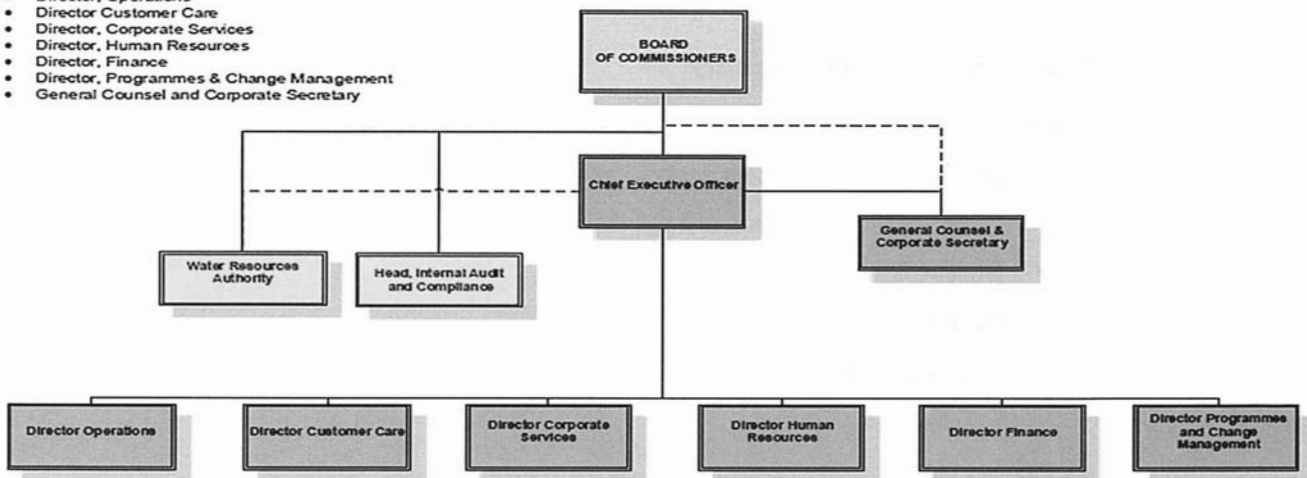 Director, Operations
Director Customer Care
Director, Corporate Services
Director, Human Resources
Director, Finance
Director, Programmes & Change Management
General Counsel and Corporate Secretary
BOARD
OF COMMISSIONERS
Chief Executive Officer
General Counsel &
Corporate Secretary
Water Resources
Authority
Head, Internal Audit
and Compliance
Director Operations
Director Customer Care
Director Corporate
Services
Director Human
Resources
Director Finance
Director Programmes
and Change
Management